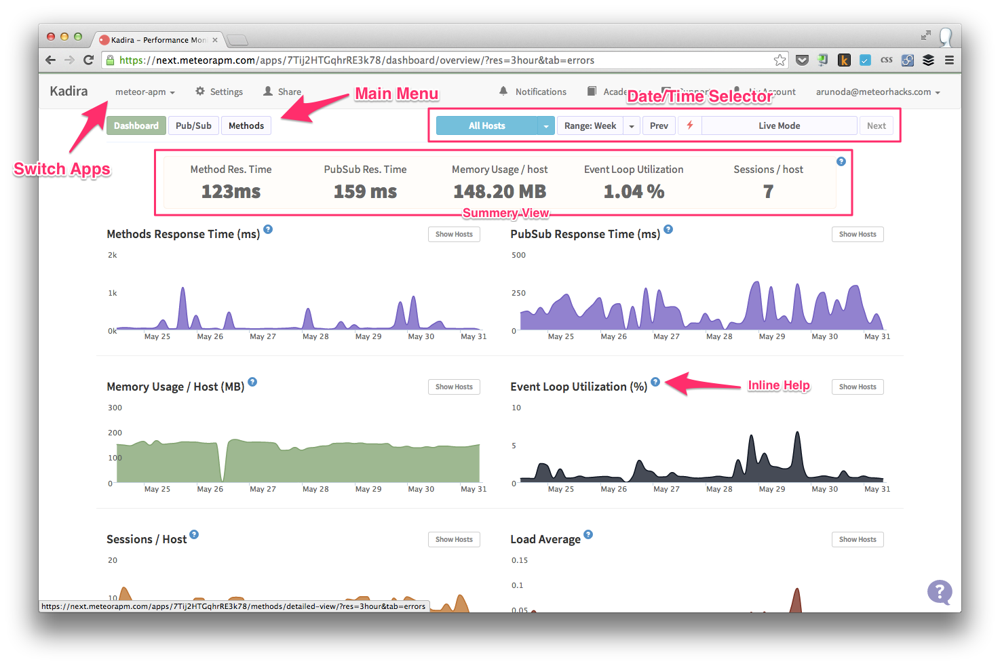 Kadira – Performance Mon
https://next.meteorapm.com/apps/7Tij2HTGqhrRE3k78/dashboard/overview/?res=3hour&tab=errors
css
Kadira
meteor-apm
Settings
Share
Notifications
My Account
arunoda@meteorhacks.com
Main Menu
Date/Time Selector
Switch Apps
Dashboard
Pub/Sub
Methods
All Hosts
Range: Week
Prev
Live Mode
Next
Method Res. Time
123ms
PubSub Res. Time
159 ms
Memory Usage / host
148.20 MB
Event Loop Utilization
1.04 %
Sessions / host
7
Summery View
Methods Response Time (ms)
Show Hosts
2k
1k
0k
May 25 May 26 May 27 May 28 May 29 May 30 May 31
PubSub Response Time (ms)
Show Hosts
500
250
0
May 25 May 26 May 27 May 28 May 29 May 30 May 31
Memory Usage / Host (MB)
Show Hosts
300
200
100
0
May 25 May 26 May 27 May 28 May 29 May 30 May 31
Event Loop Utilization (%)
Inline Help
Show Hosts
10
5
0
May 25 May 26 May 27 May 28 May 29 May 30 May 31
Sessions / Host
Show Hosts
20
10
Load Average
Show Hosts
0.15
0.1
0.05
https://next.meteorapm.com/apps/7Tij2HTGqhrRE3k78/methods/detailed-view/?res=3hour&tab=errors